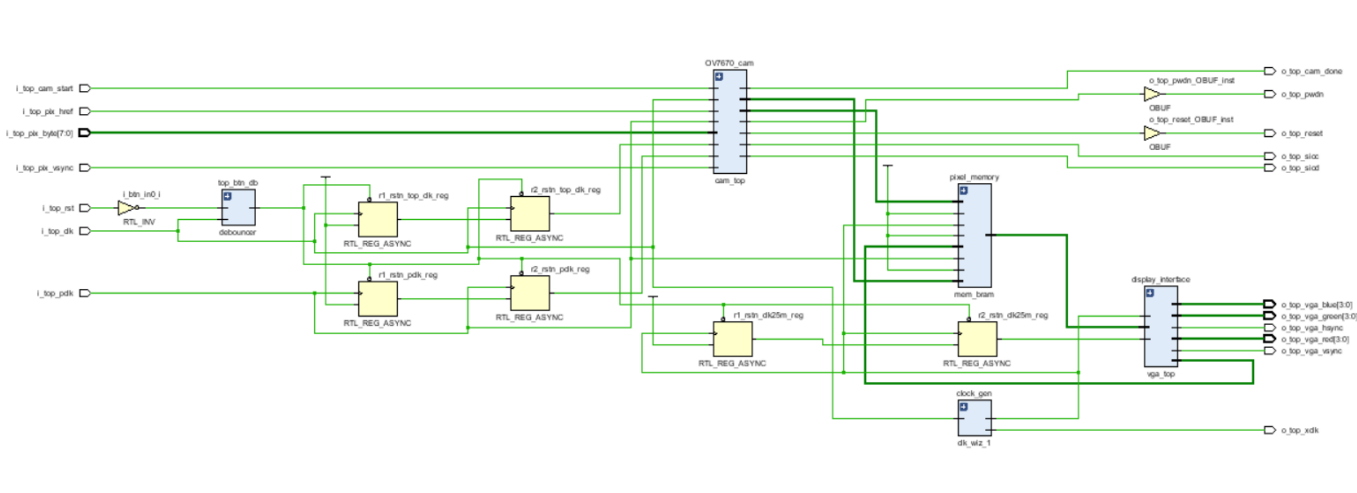 OV7670_cam
i_top_cam_start
i_top_pix_href
i_top_pix_byte[7:0]
i_top_pix_vsync
cam_top
o_top_cam_done
o_top_pwdn_OBUF_inst
o_top_pwdn
OBUF
o_top_reset_OBUF_inst
o_top_reset
OBUF
o_top_sioc
o_top_siod
i_btn_in0_i
i_top_rst
RTL_INV
i_top_clk
top_btn_db
debouncer
r1_rstn_top_clk_reg
RTL_REG_ASYNC
r2_rstn_top_clk_reg
RTL_REG_ASYNC
pixel_memory
mem_bram
i_top_pclk
r1_rstn_pclk_reg
RTL_REG_ASYNC
r2_rstn_pclk_reg
RTL_REG_ASYNC
r1_rstn_clk25m_reg
RTL_REG_ASYNC
r2_rstn_clk25m_reg
RTL_REG_ASYNC
display_interface
vga_top
o_top_vga_blue[3:0]
o_top_vga_green[3:0]
o_top_vga_hsync
o_top_vga_red[3:0]
o_top_vga_vsync
clock_gen
clk_wiz_1
o_top_xclk